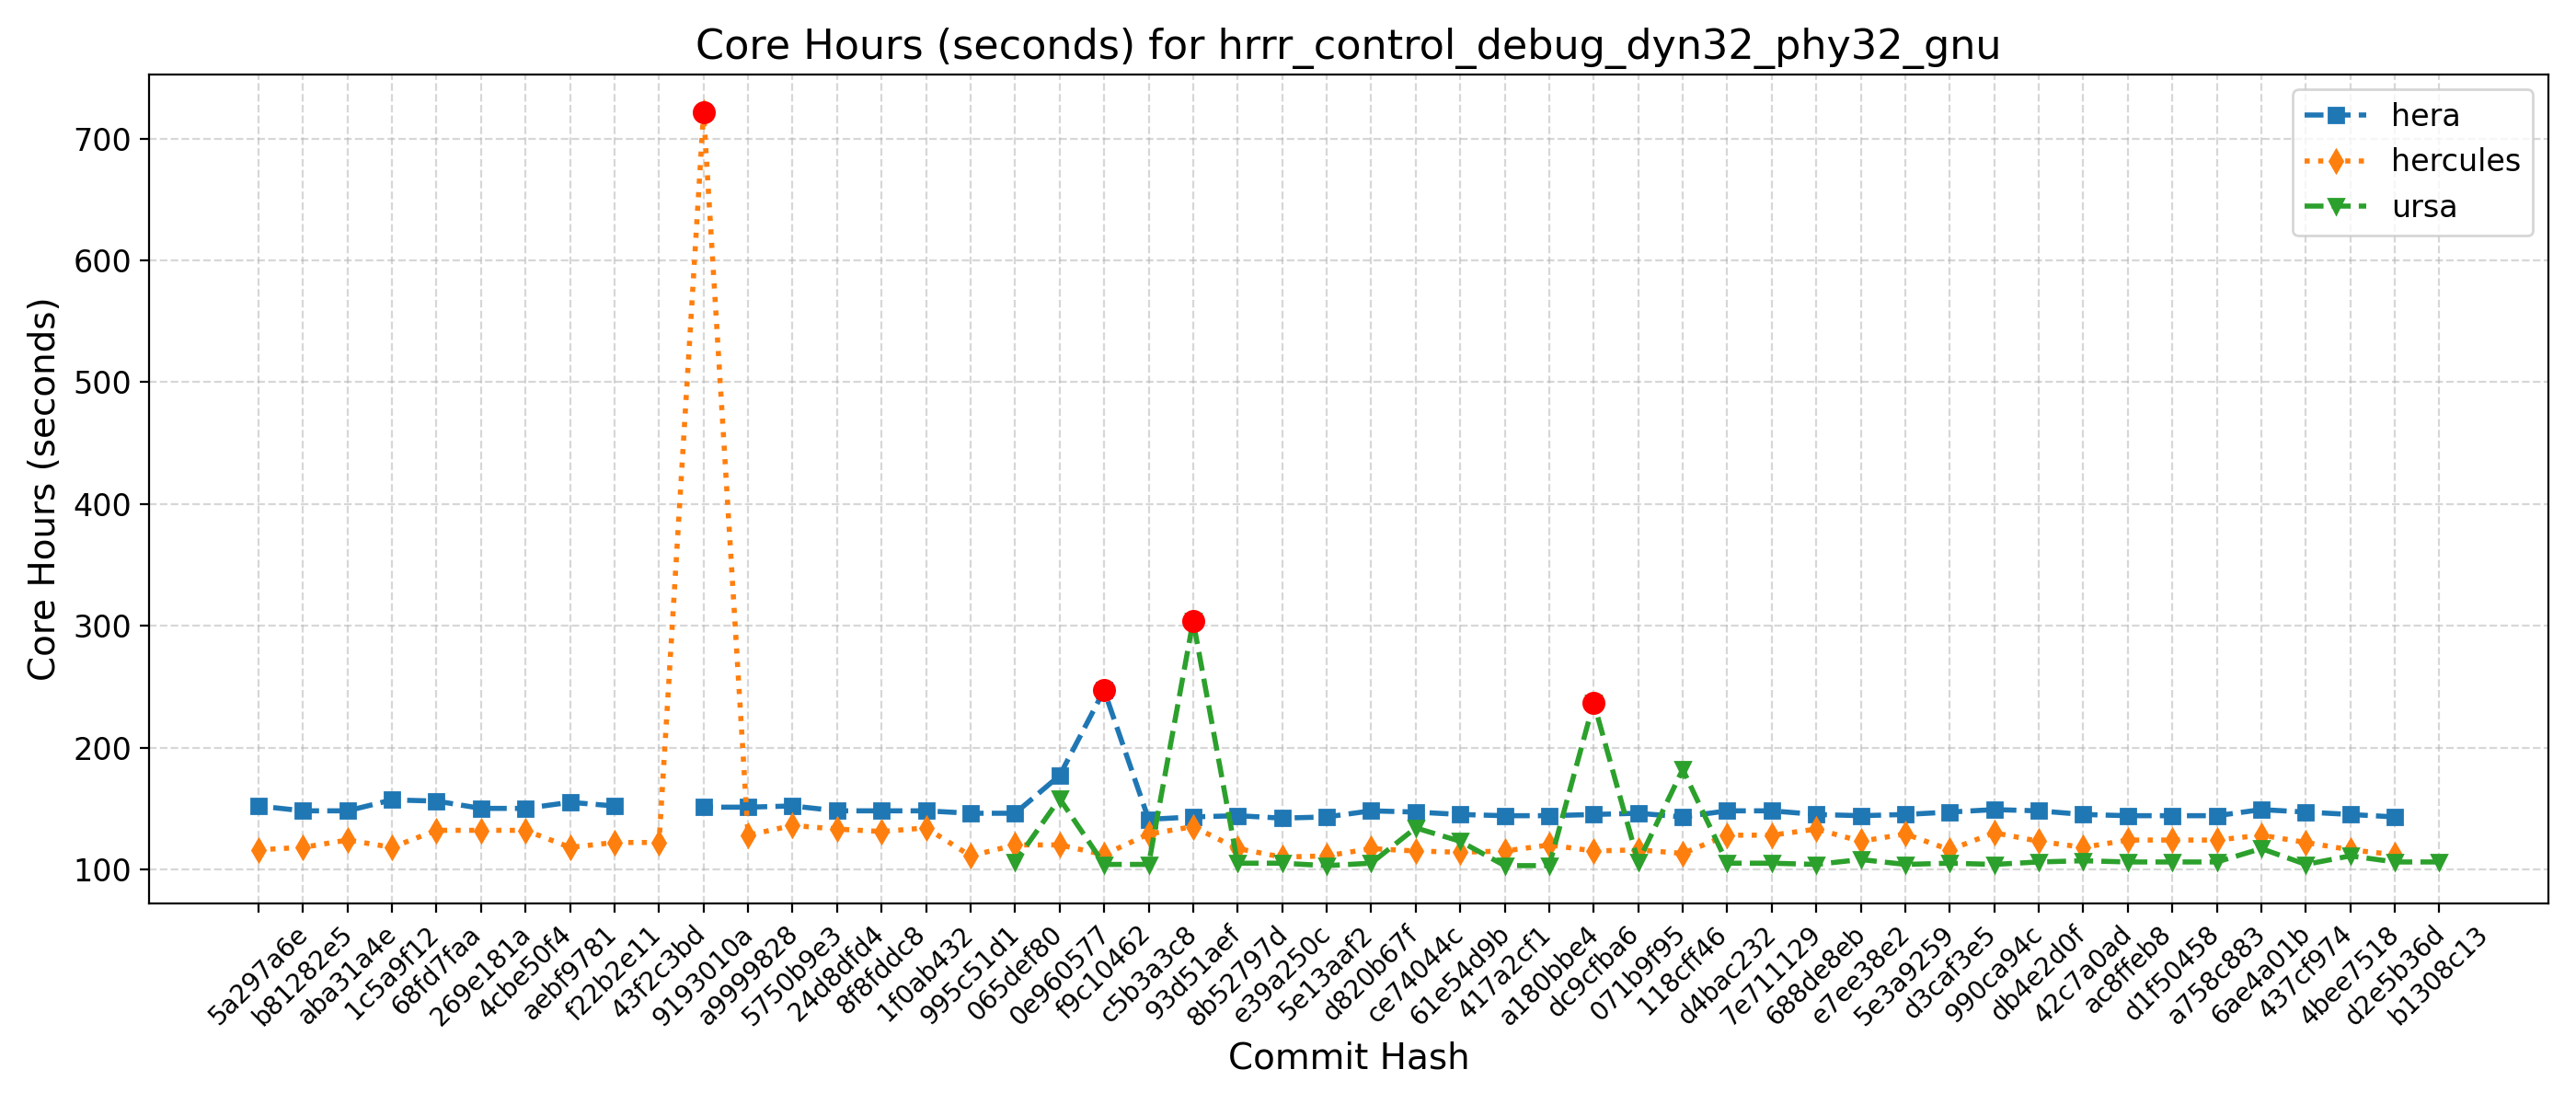 Core Hours (seconds) for hrrr_control_debug_dyn32_phy32_gnu
Core Hours (seconds)
700
600
500
400
300
200
100
hera
hercules
ursa
5a297a6e
b81282e5
aba31a4e
1c5a9f12
68fd7faa
269e181a
4cbe50f4
aebf9781
f22b2e11
43f2c3bd
9193010a
a9999828
5750b9e3
24d8dfd4
8f8fddc8
1f0ab432
995c51d1
065def80
0e960577
f9c10462
c5b3a3c8
93d51aef
8b52797d
e39a250c
5e13aaf2
d820b67f
ce74044c
61e54d9b
417a2cf1
a180bbe4
dc9cfba6
071b9f95
118cff46
d4bac232
7e711129
688de8eb
e7ee38e2
5e3a9259
d3caf3e5
990ca94c
db4e2d0f
42c7a0ad
ac8ffeb8
d1f50458
a758c883
6ae4a01b
437cf974
4bee7518
d2e5b36d
b1308c13
Commit Hash